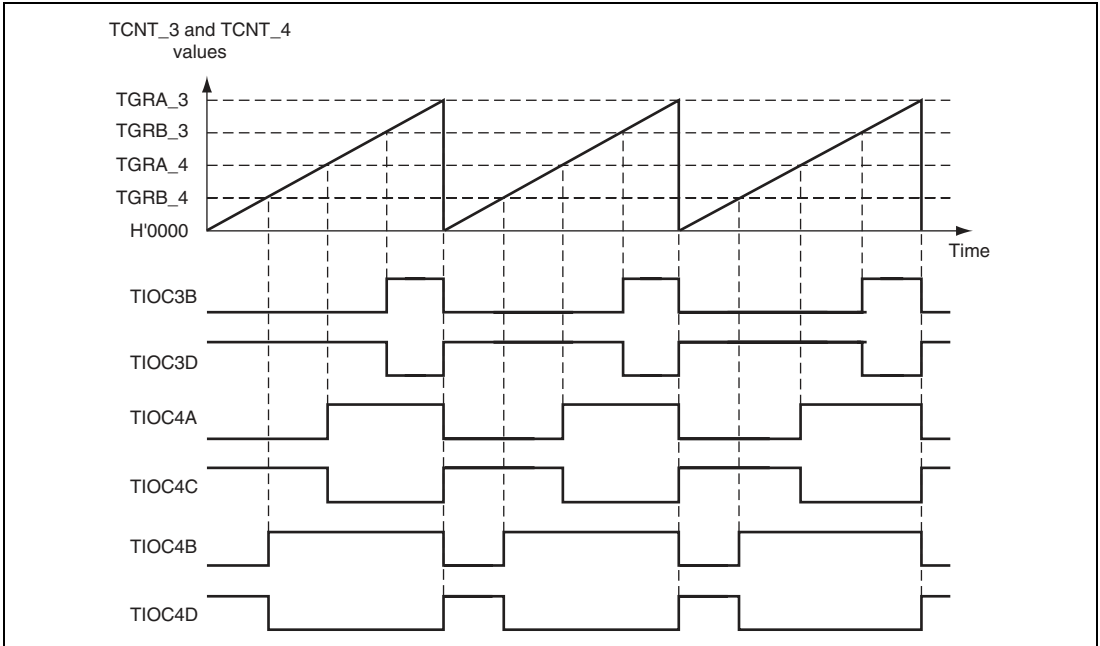 TCNT_3 and TCNT_4
values
TGRA_3
TGRB_3
TGRA_4
TGRB_4
H'0000
Time
TIOC3B
TIOC3D
TIOC4A
TIOC4C
TIOC4B
TIOC4D